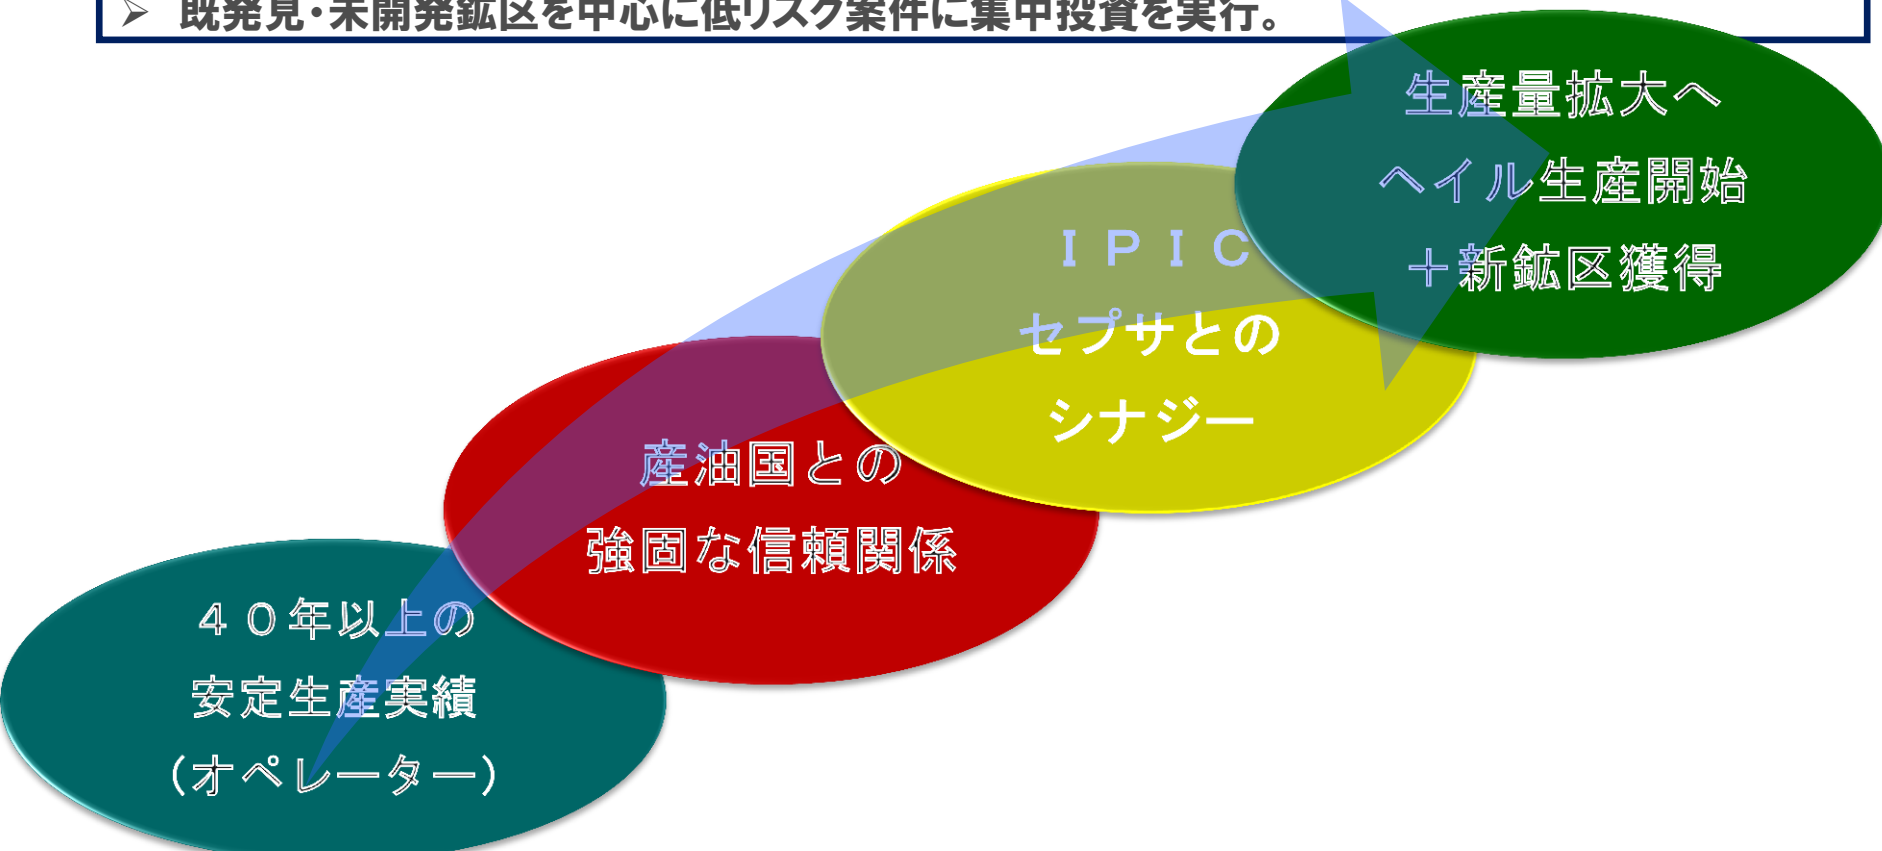 ➢ 既発見・未開発鉱区を中心に低リスク案件に集中投資を実行。
生産量拡大へ
ヘイル生産開始
＋新鉱区獲得
ＩＰＩＣ
セプサとの
シナジー
産油国との
強固な信頼関係
４０年以上の
安定生産実績
（オペレーター）